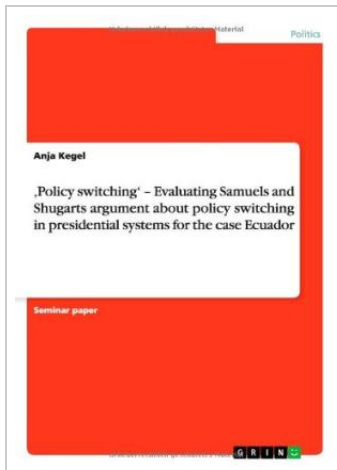 Politics
Anja Kegel
‚Policy switching‘ – Evaluating Samuels and
Shugarts argument about policy switching
in presidential systems for the case Ecuador
Seminar paper
GRIN